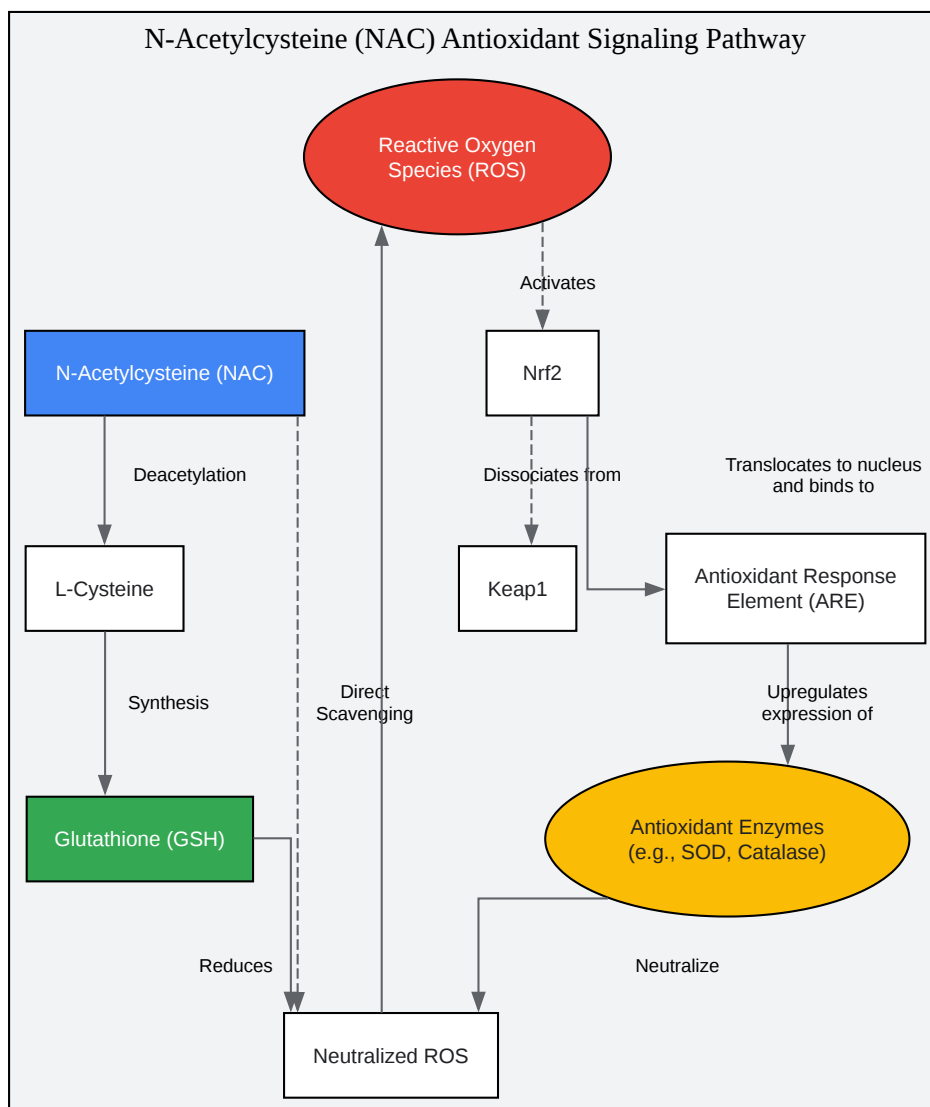 N-Acetylcysteine (NAC) Antioxidant Signaling Pathway
Reactive Oxygen
Species (ROS)
Activates
N-Acetylcysteine (NAC)
Nrf2
Deacetylation
Dissociates from
Translocates to nucleus
and binds to
L-Cysteine
Keap1
Antioxidant Response
Element (ARE)
Synthesis
Direct
Scavenging
Upregulates
expression of
Glutathione (GSH)
Antioxidant Enzymes
(e.g., SOD, Catalase)
Reduces
Neutralize
Neutralized ROS